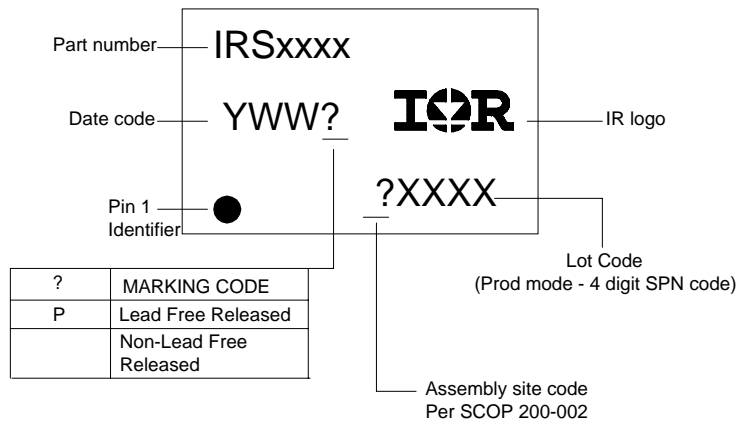 Part number
IRSxxxx
Date code
YWW?
IOR
IR logo
?XXXX
Pin 1
Identifier
Lot Code
(Prod mode - 4 digit SPN code)
? MARKING CODE
P Lead Free Released
Non-Lead Free
Released
Assembly site code
Per SCOP 200-002